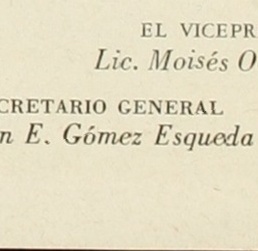 EL VICEPR
Lic. Moisés O
CRETARIO GENERAL
n E. Gómez Esqueda